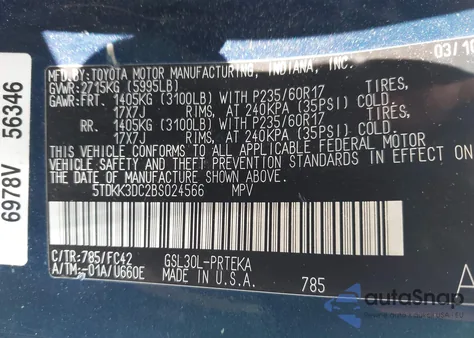 03/10
MFD.BY:TOYOTA MOTOR MANUFACTURING, INDIANA, INC.
GVWR: 2715KG (5995LB)
GAWR:FRT. 1405KG (3100LB) WITH P235/60R17 TIRES,
17X7J RIMS, AT 240KPA (35PSI) COLD.
RR. 1405KG (3100LB) WITH P235/60R17 TIRES,
17X7J RIMS, AT 240KPA (35PSI) COLD.
THIS VEHICLE CONFORMS TO ALL APPLICABLE FEDERAL MOTOR
VEHICLE SAFETY AND THEFT PREVENTION STANDARDS IN EFFECT ON
THE DATE OF MANUFACTURE SHOWN ABOVE.
5TDKK3DC2BS024566 MPV
C/TR:785/FC42 GSL30L-PRTEKA
A/TM:-01A/U660E MADE IN U.S.A. 785
A
6978V 56346
autoSnap